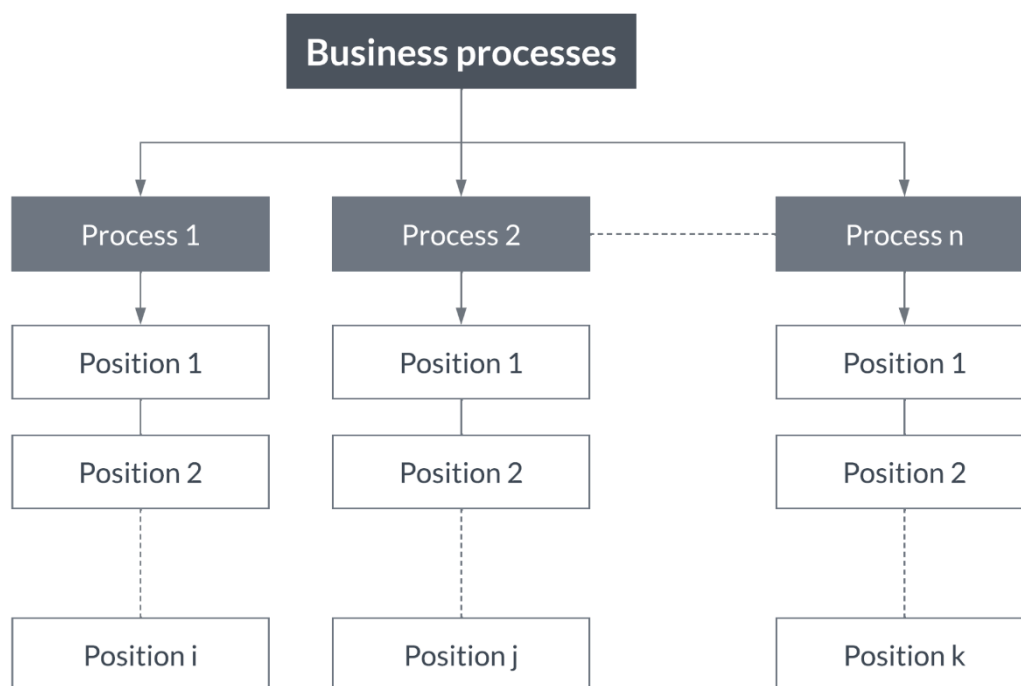 Business processes
Process 1
Process 2
Process n
Position 1
Position 1
Position 1
Position 2
Position 2
Position 2
Position i
Position j
Position k